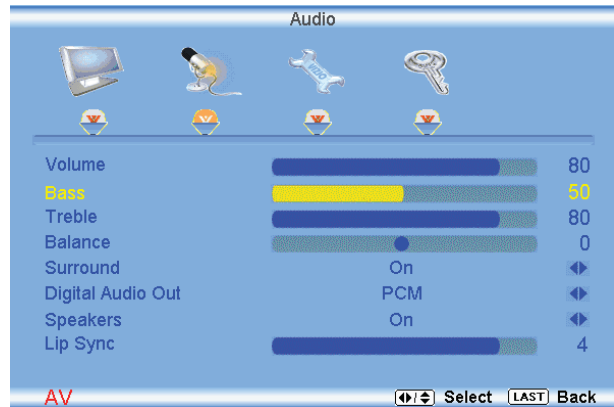 Audio
VIZIO
Volume 80
Bass 50
Treble 80
Balance 0
Surround On
Digital Audio Out PCM
Speakers On
Lip Sync 4
AV
Select LAST Back